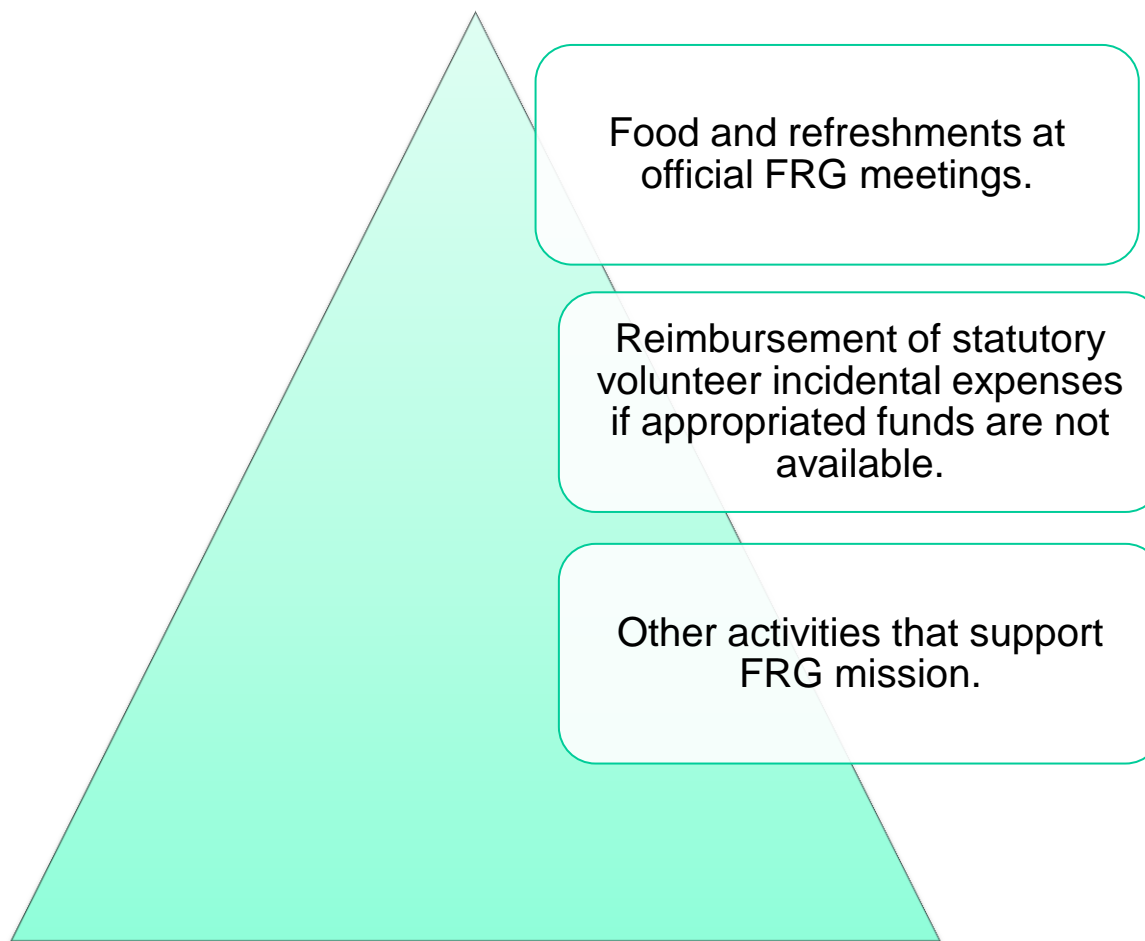 Food and refreshments at
official FRG meetings.
Reimbursement of statutory
volunteer incidental expenses
if appropriated funds are not
available.
Other activities that support
FRG mission.